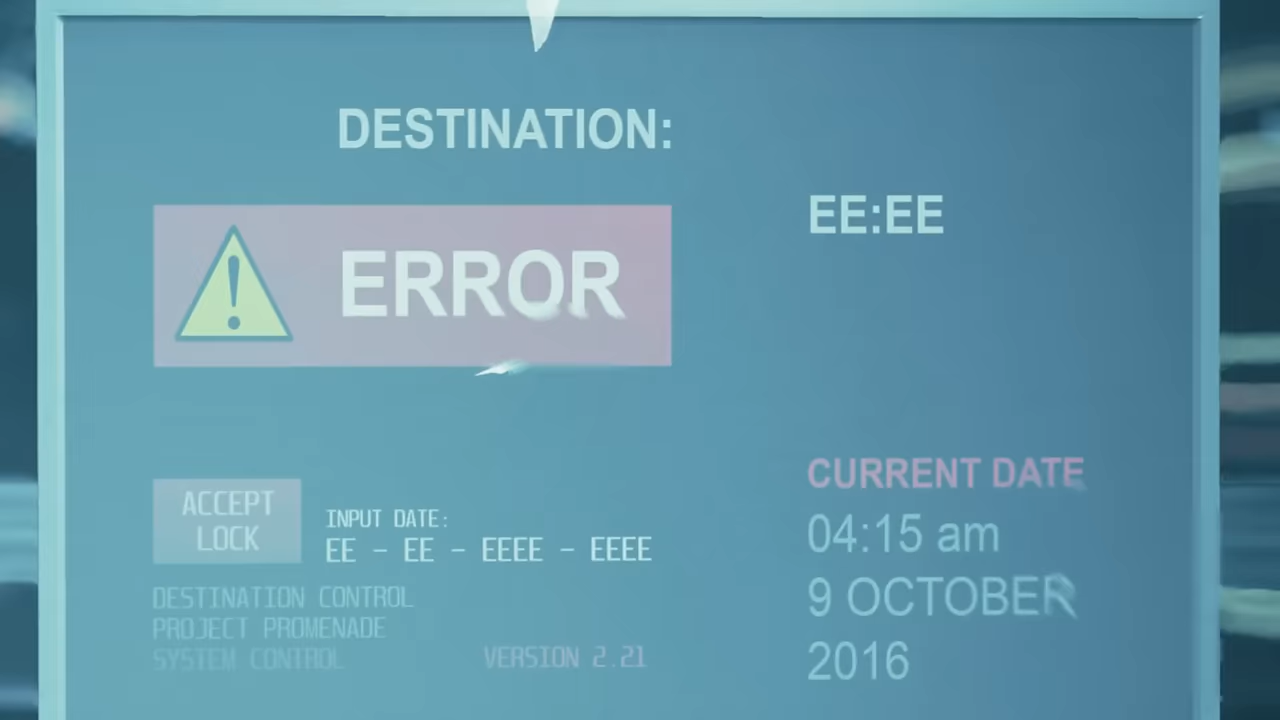 DESTINATION:
ERROR
EE:EE
ACCEPT
LOCK
INPUT DATE:
EE - EE - EEEE - EEEE
DESTINATION CONTROL
PROJECT PROMENADE
SYSTEM CONTROL
VERSION 2.21
CURRENT DATE
04:15 am
9 OCTOBER
2016